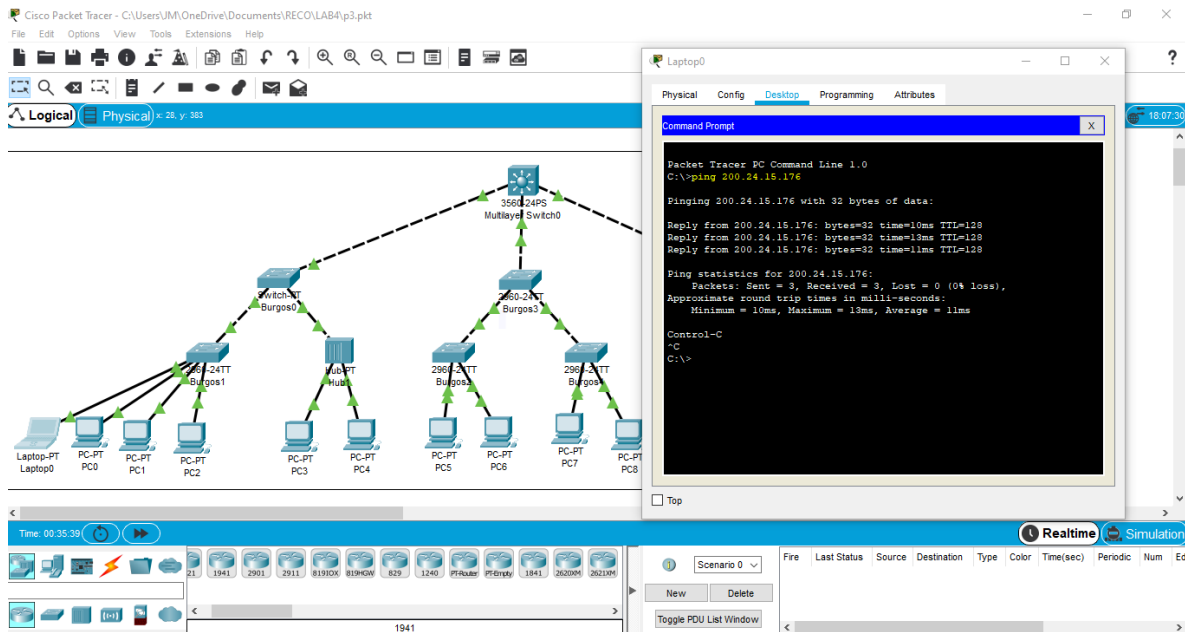 Cisco Packet Tracer - C:\Users\JM\OneDrive\Documents\RECO\LAB4\p3.pkt
File Edit Options View Tools Extensions Help
Logical Physical x: 28, y: 383
18:07:30
3560-24PS
Multilayer Switch0
Switch-PT
Burgos0
2960-24TT
Burgos3
2960-24TT
Burgos1
Hub-PT
Hub1
2960-24TT
Burgos2
2960-24TT
Burgos4
Laptop-PT
Laptop0
PC-PT
PC0
PC-PT
PC1
PC-PT
PC2
PC-PT
PC3
PC-PT
PC4
PC-PT
PC5
PC-PT
PC6
PC-PT
PC7
PC-PT
PC8
Laptop0
Physical Config Desktop Programming Attributes
Command Prompt X
Packet Tracer PC Command Line 1.0
C:\>ping 200.24.15.176
Pinging 200.24.15.176 with 32 bytes of data:
Reply from 200.24.15.176: bytes=32 time=10ms TTL=128
Reply from 200.24.15.176: bytes=32 time=13ms TTL=128
Reply from 200.24.15.176: bytes=32 time=11ms TTL=128
Ping statistics for 200.24.15.176:
Packets: Sent = 3, Received = 3, Lost = 0 (0% loss),
Approximate round trip times in milli-seconds:
Minimum = 10ms, Maximum = 13ms, Average = 11ms
Control-C
^C
C:\>
Top
Time: 00:35:39
Realtime Simulation
21 1941 2901 2911 819IOX 819HGW 829 1240 PT-Router PT-Empty 1841 2620XM 2621XM
1941
Scenario 0
New Delete
Toggle PDU List Window
Fire Last Status Source Destination Type Color Time(sec) Periodic Num Ed